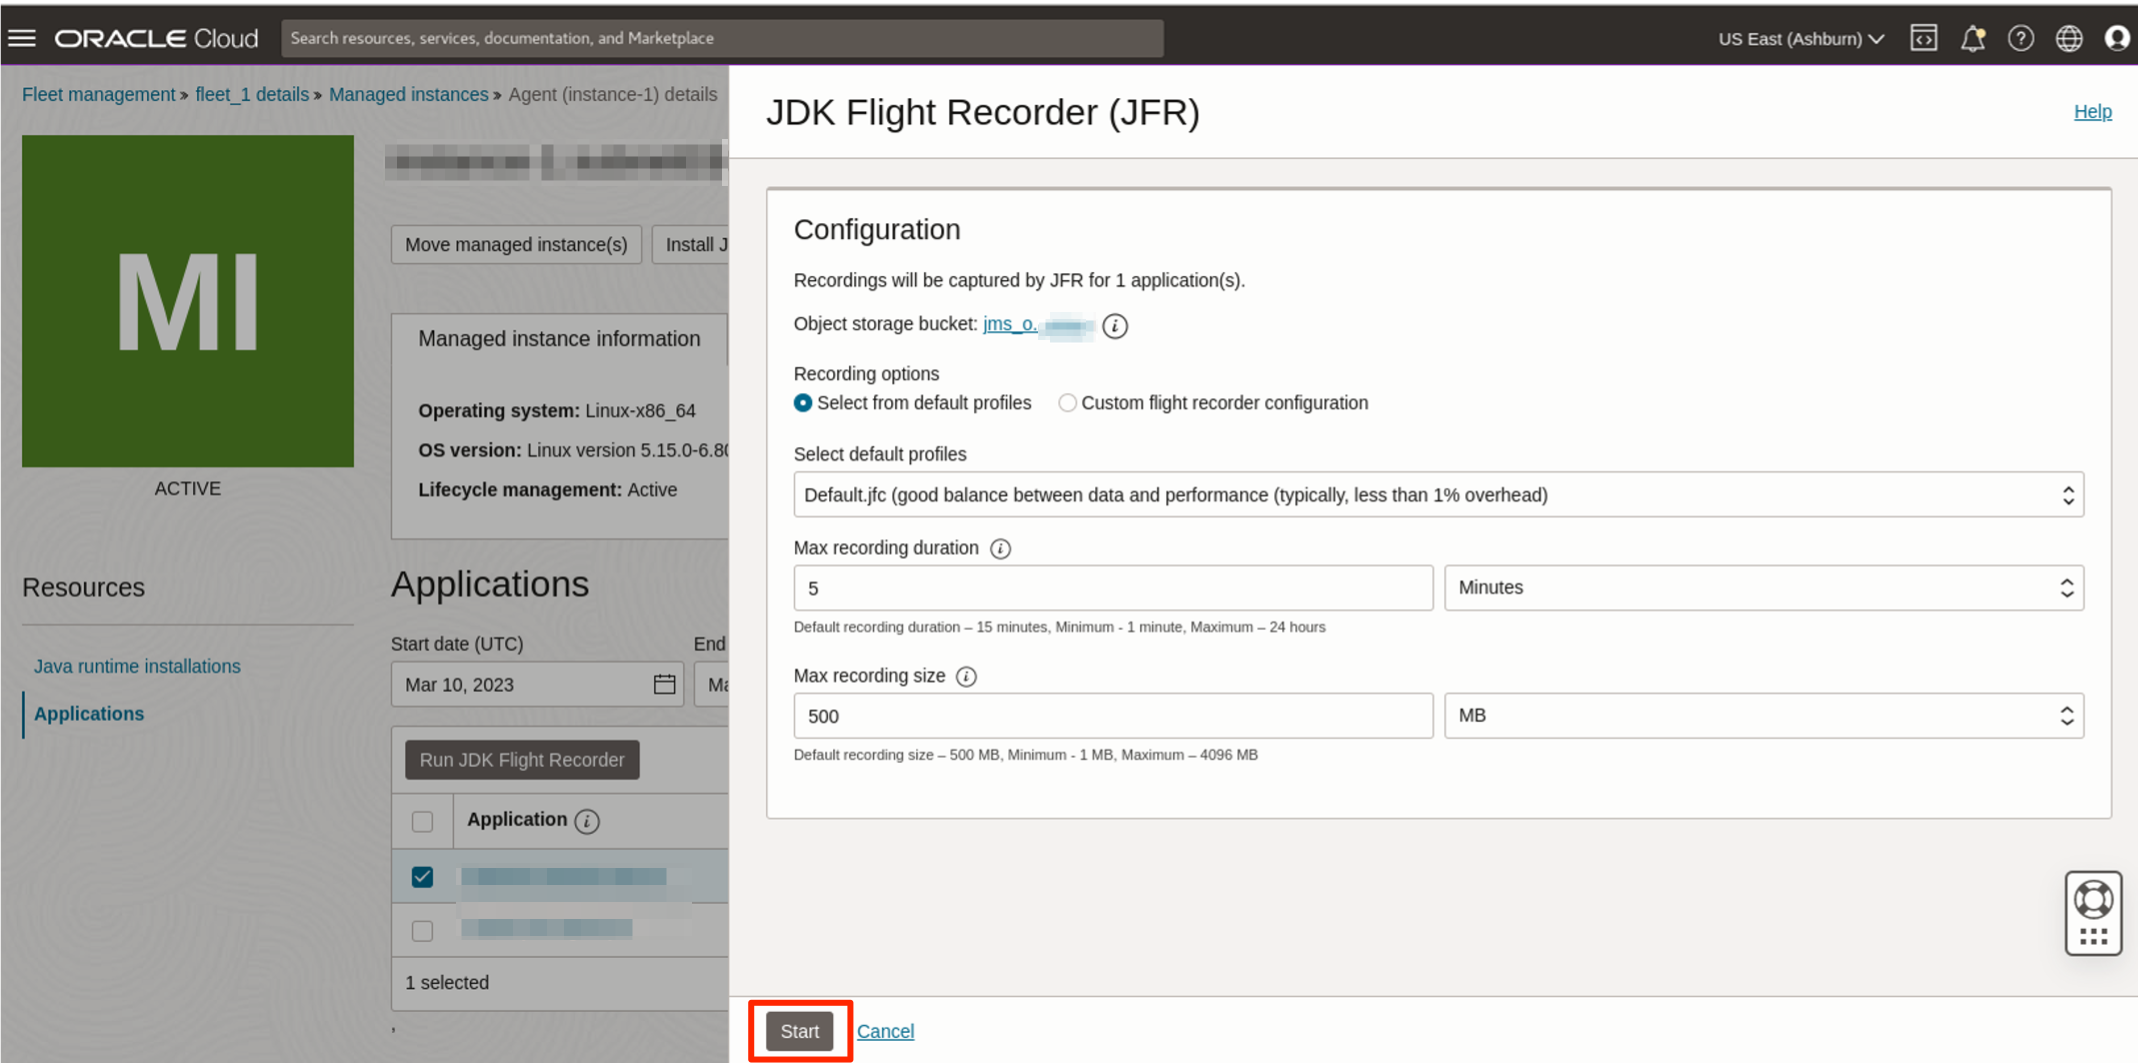 ORACLE Cloud
Search resources, services, documentation, and Marketplace
US East (Ashburn)
Fleet management » fleet_1 details » Managed instances » Agent (instance-1) details
MI
ACTIVE
Move managed instance(s)
Install J
Managed instance information
Operating system: Linux-x86_64
OS version: Linux version 5.15.0-6.80
Lifecycle management: Active
Resources
Java runtime installations
Applications
Applications
Start date (UTC)
End
Mar 10, 2023
Ma
Run JDK Flight Recorder
Application
1 selected
JDK Flight Recorder (JFR)
Help
Configuration
Recordings will be captured by JFR for 1 application(s).
Object storage bucket: jms_o.
Recording options
Select from default profiles
Custom flight recorder configuration
Select default profiles
Default.jfc (good balance between data and performance (typically, less than 1% overhead)
Max recording duration
5
Minutes
Default recording duration – 15 minutes, Minimum - 1 minute, Maximum – 24 hours
Max recording size
500
MB
Default recording size – 500 MB, Minimum - 1 MB, Maximum – 4096 MB
Start
Cancel